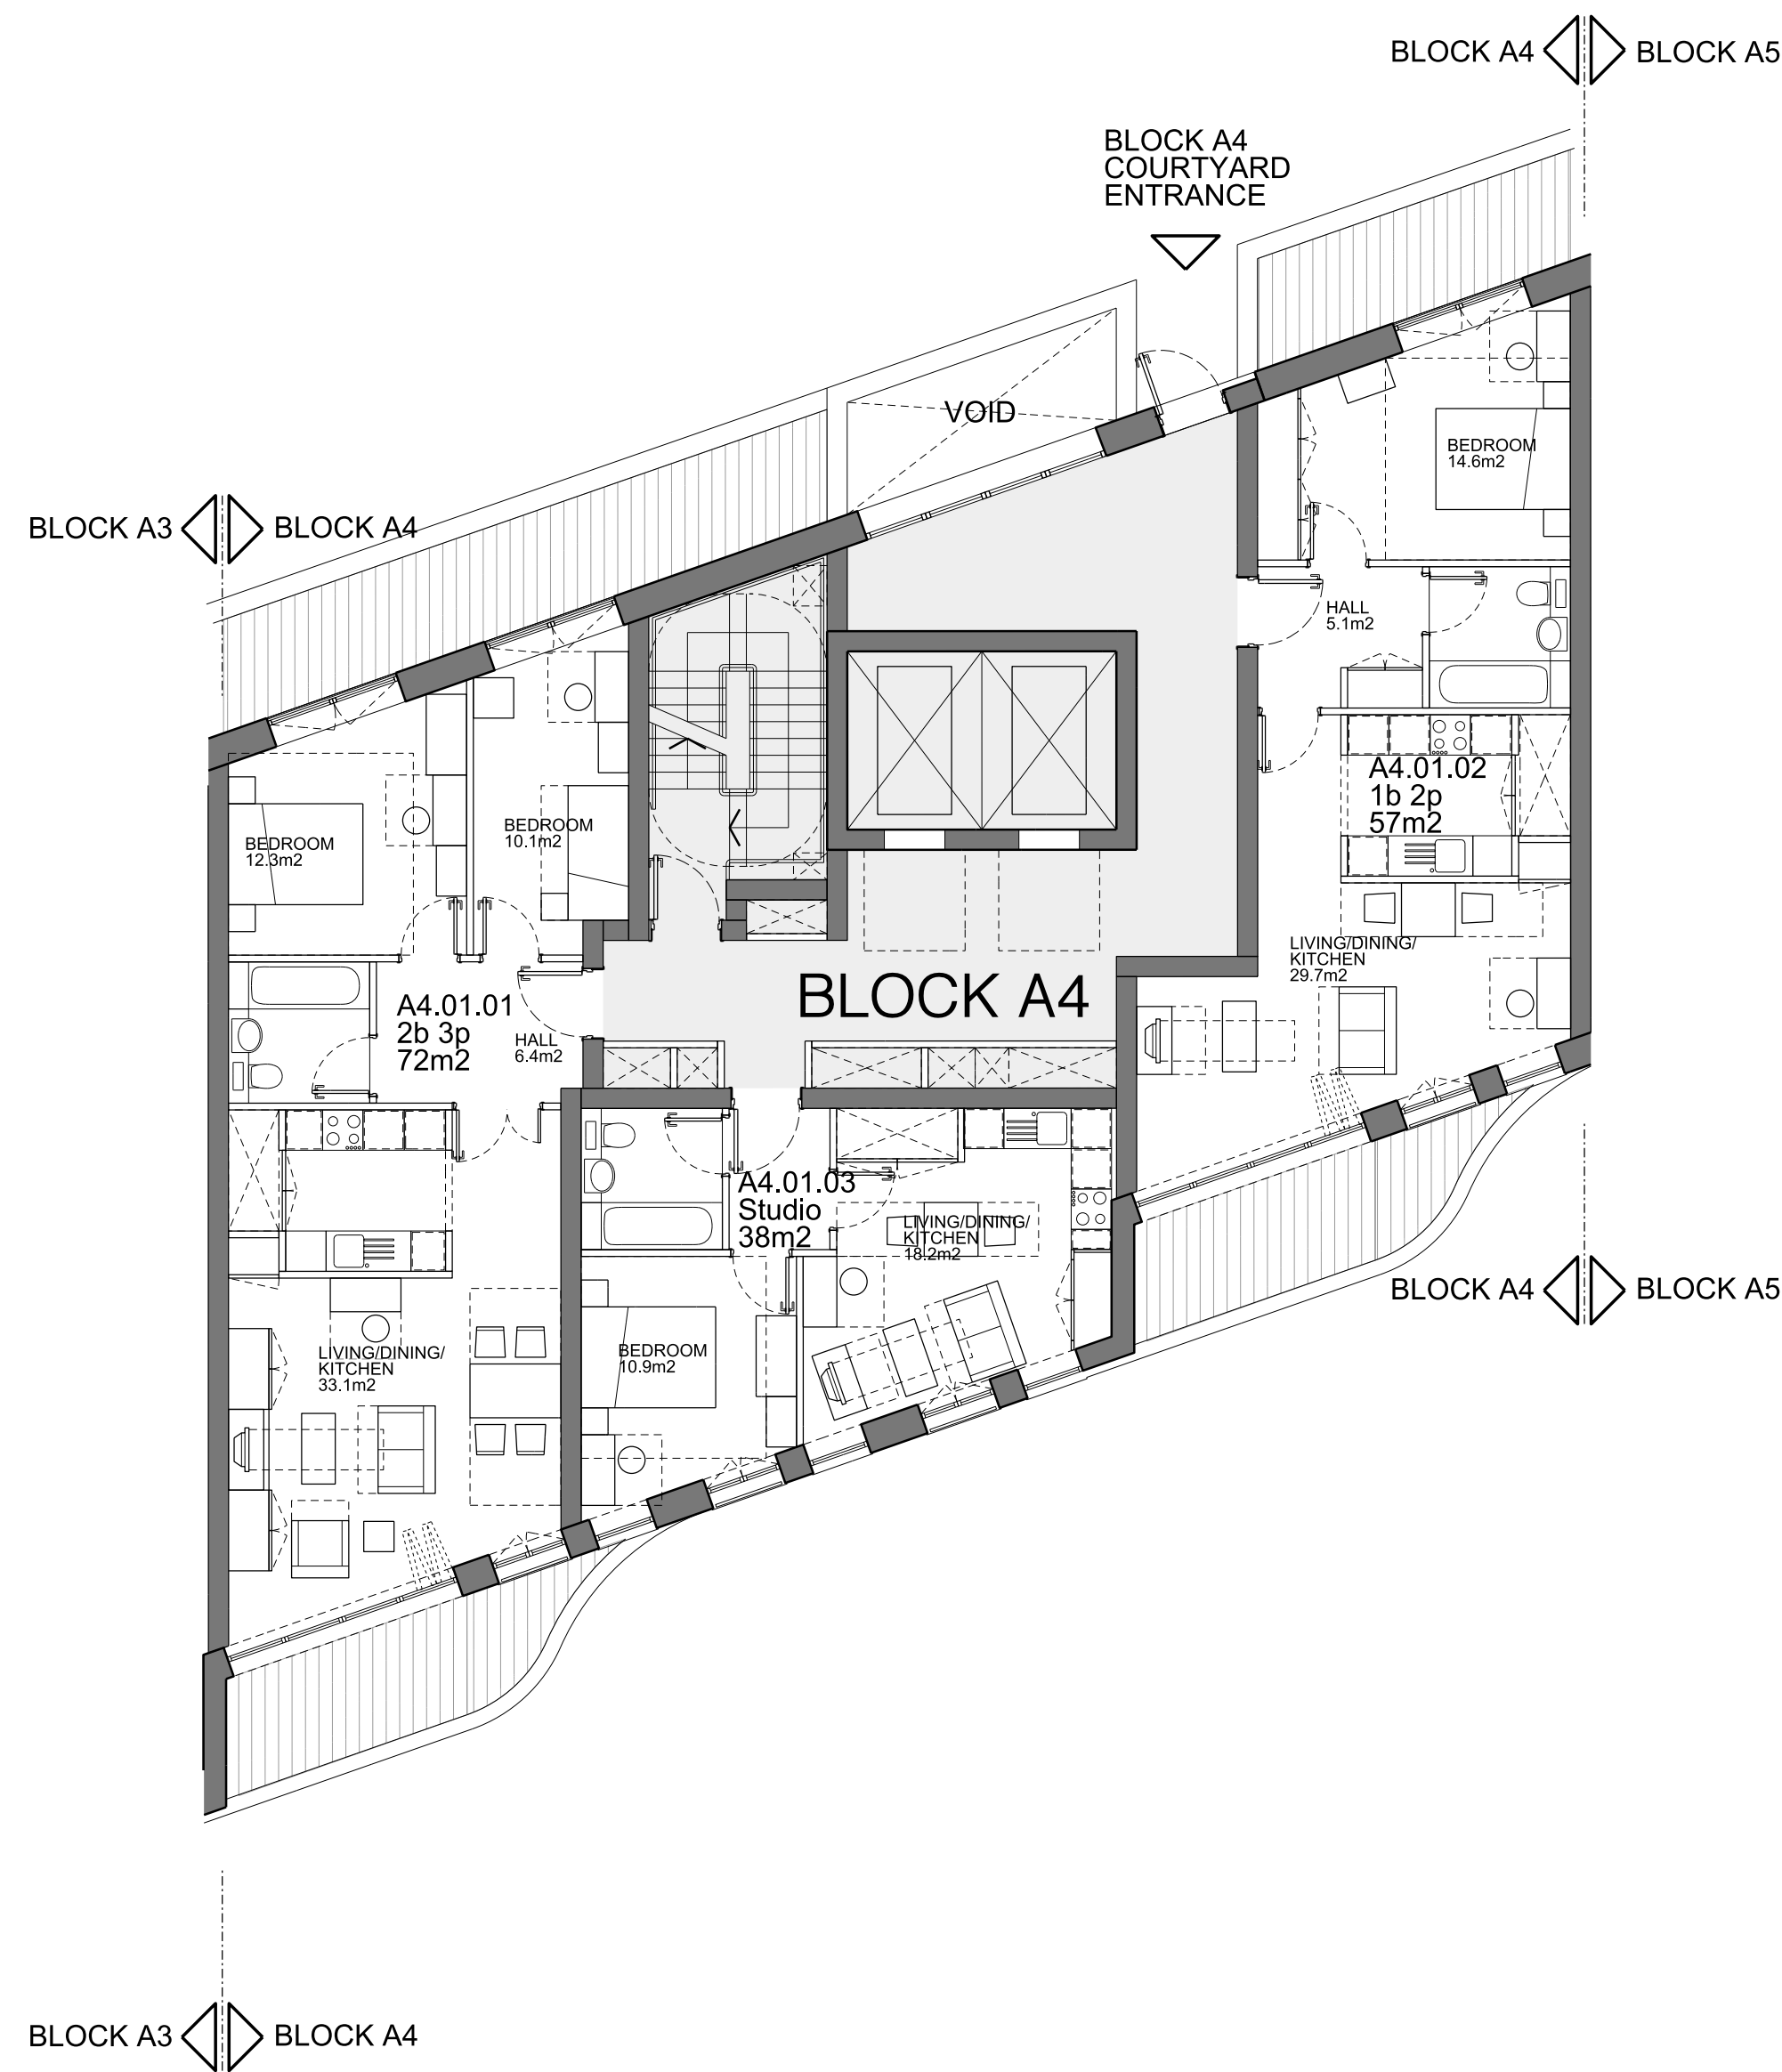 BLOCK A4
BLOCK A5
BLOCK A4
COURTYARD
ENTRANCE
VOID
BEDROOM
14.6m2
BLOCK A3
BLOCK A4
HALL
5.1m2
A4.01.02
1b 2p
57m2
BEDROOM
12.3m2
BEDROOM
10.1m2
LIVING/DINING/
KITCHEN
29.7m2
BLOCK A4
A4.01.01
2b 3p
72m2
HALL
6.4m2
A4.01.03
Studio
38m2
LIVING/DINING/
KITCHEN
18.2m2
BLOCK A4
BLOCK A5
LIVING/DINING/
KITCHEN
33.1m2
BEDROOM
10.9m2
BLOCK A3
BLOCK A4